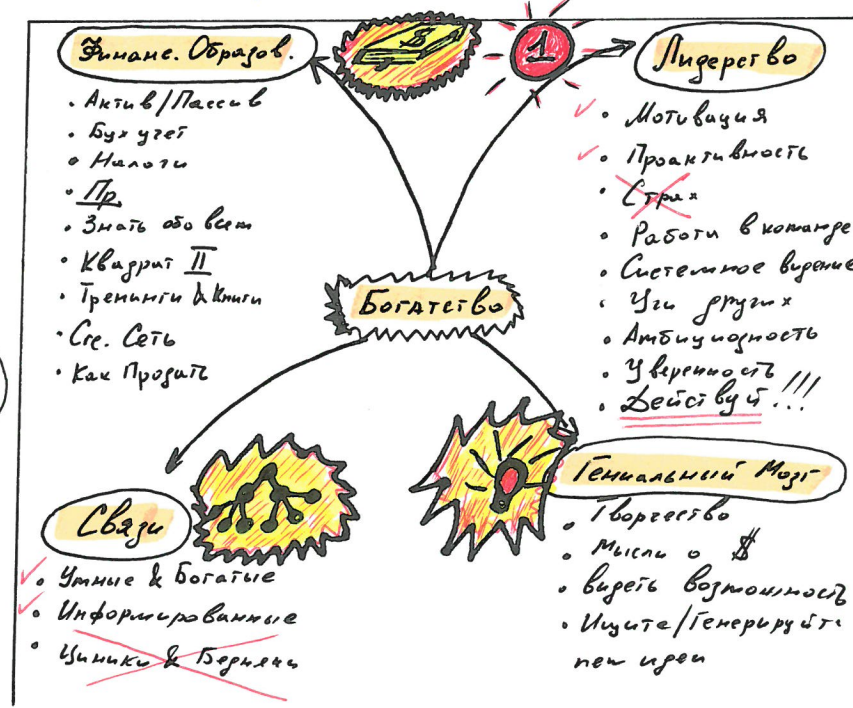 Финанс. Образов.
• Актив/Пассив
• Бух учет
• Налоги
• Пр.
• Знать обо всем
• Квадрат II
• Тренинги & Книги
• Сеть
• Как Продать
$
1
Лидерство
• Мотивация
• Проактивность
• Страх
• Работа в команде
• Системное видение
• Учи других
• Амбициозность
• Уверенность
• Действуй!!!
Богатство
Связи
• Умные & Богатые
• Информированные
• Циники & Бедняки
Гениальный Мозг
• Творчество
• Мысли о $
• Видеть возможность
• Ищите/Генерируйте
new идеи